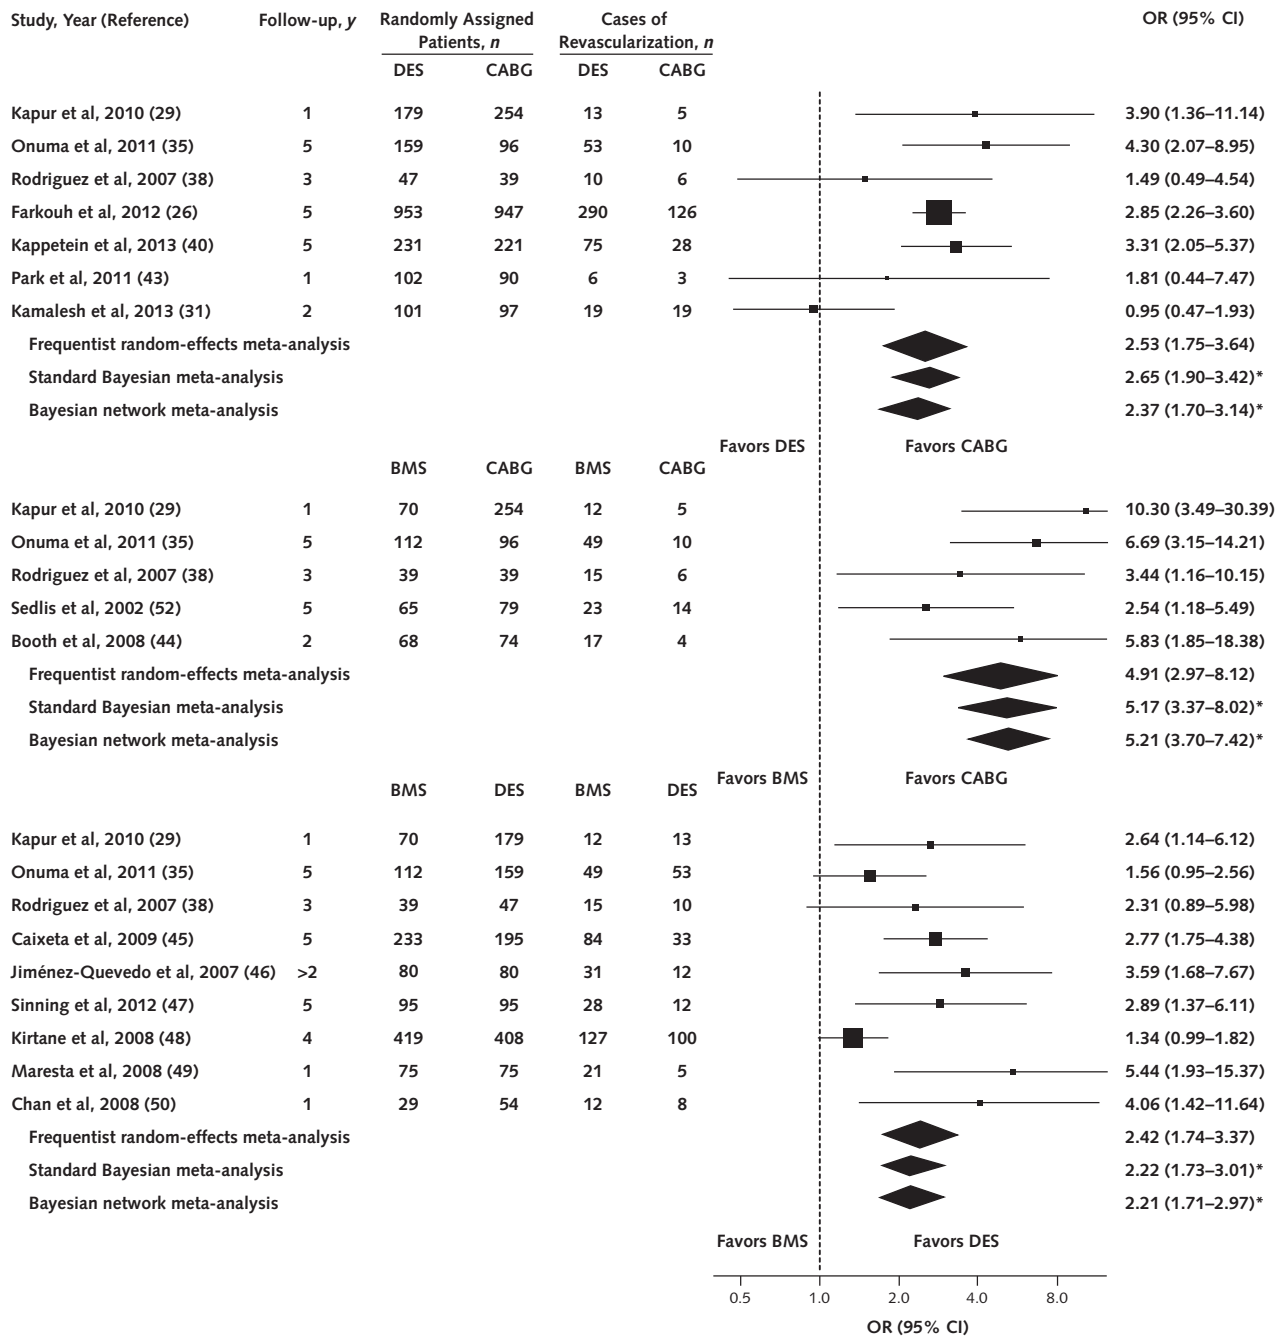 Study, Year (Reference) Follow-up, y Randomly Assigned Patients, n Cases of Revascularization, n OR (95% CI)
DES CABG DES CABG
Kapur et al, 2010 (29) 1 179 254 13 5 3.90 (1.36–11.14)
Onuma et al, 2011 (35) 5 159 96 53 10 4.30 (2.07–8.95)
Rodriguez et al, 2007 (38) 3 47 39 10 6 1.49 (0.49–4.54)
Farkouh et al, 2012 (26) 5 953 947 290 126 2.85 (2.26–3.60)
Kappetein et al, 2013 (40) 5 231 221 75 28 3.31 (2.05–5.37)
Park et al, 2011 (43) 1 102 90 6 3 1.81 (0.44–7.47)
Kamalesh et al, 2013 (31) 2 101 97 19 19 0.95 (0.47–1.93)
Frequentist random-effects meta-analysis 2.53 (1.75–3.64)
Standard Bayesian meta-analysis 2.65 (1.90–3.42)*
Bayesian network meta-analysis 2.37 (1.70–3.14)*
Favors DES Favors CABG
BMS CABG BMS CABG
Kapur et al, 2010 (29) 1 70 254 12 5 10.30 (3.49–30.39)
Onuma et al, 2011 (35) 5 112 96 49 10 6.69 (3.15–14.21)
Rodriguez et al, 2007 (38) 3 39 39 15 6 3.44 (1.16–10.15)
Sedlis et al, 2002 (52) 5 65 79 23 14 2.54 (1.18–5.49)
Booth et al, 2008 (44) 2 68 74 17 4 5.83 (1.85–18.38)
Frequentist random-effects meta-analysis 4.91 (2.97–8.12)
Standard Bayesian meta-analysis 5.17 (3.37–8.02)*
Bayesian network meta-analysis 5.21 (3.70–7.42)*
Favors BMS Favors CABG
BMS DES BMS DES
Kapur et al, 2010 (29) 1 70 179 12 13 2.64 (1.14–6.12)
Onuma et al, 2011 (35) 5 112 159 49 53 1.56 (0.95–2.56)
Rodriguez et al, 2007 (38) 3 39 47 15 10 2.31 (0.89–5.98)
Caixeta et al, 2009 (45) 5 233 195 84 33 2.77 (1.75–4.38)
Jiménez-Quevedo et al, 2007 (46) >2 80 80 31 12 3.59 (1.68–7.67)
Sinning et al, 2012 (47) 5 95 95 28 12 2.89 (1.37–6.11)
Kirtane et al, 2008 (48) 4 419 408 127 100 1.34 (0.99–1.82)
Maresta et al, 2008 (49) 1 75 75 21 5 5.44 (1.93–15.37)
Chan et al, 2008 (50) 1 29 54 12 8 4.06 (1.42–11.64)
Frequentist random-effects meta-analysis 2.42 (1.74–3.37)
Standard Bayesian meta-analysis 2.22 (1.73–3.01)*
Bayesian network meta-analysis 2.21 (1.71–2.97)*
Favors BMS Favors DES
0.5 1.0 2.0 4.0 8.0
OR (95% CI)